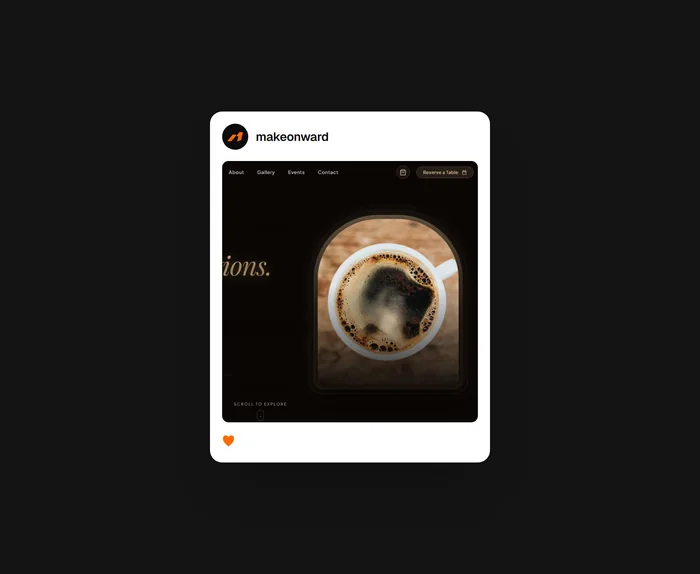 makeonward
About Gallery Events Contact Reserve a Table
ions.
SCROLL TO EXPLORE